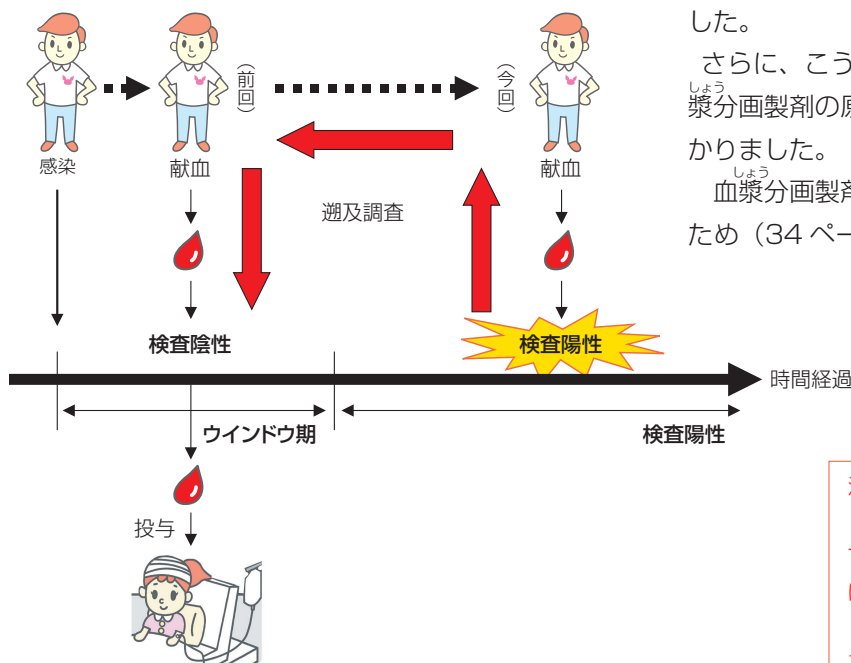 感染
献血
(前回)
(今回)
献血
遡及調査
検査陰性
検査陽性
時間経過
ウインドウ期
検査陽性
投与
した。
さらに、こう
しょう
漿分画製剤の原
かりました。
しょう
血漿分画製剤
ため（34 ペー